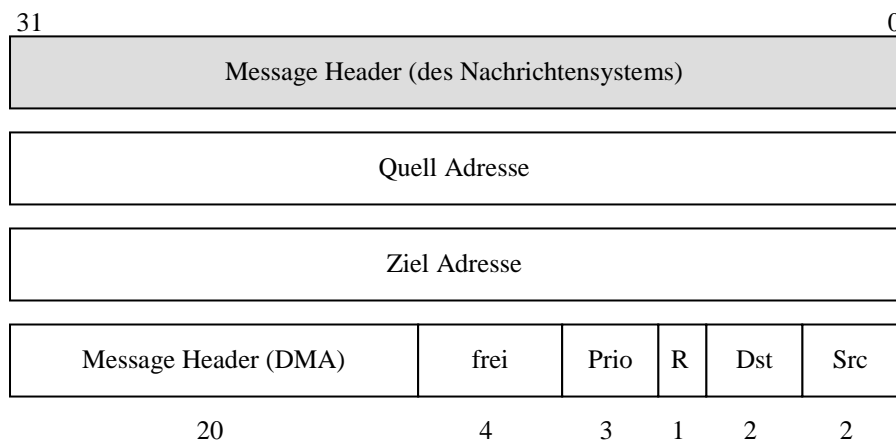 31 0
Message Header (des Nachrichtensystems)
Quell Adresse
Ziel Adresse
Message Header (DMA) frei Prio R Dst Src
20 4 3 1 2 2